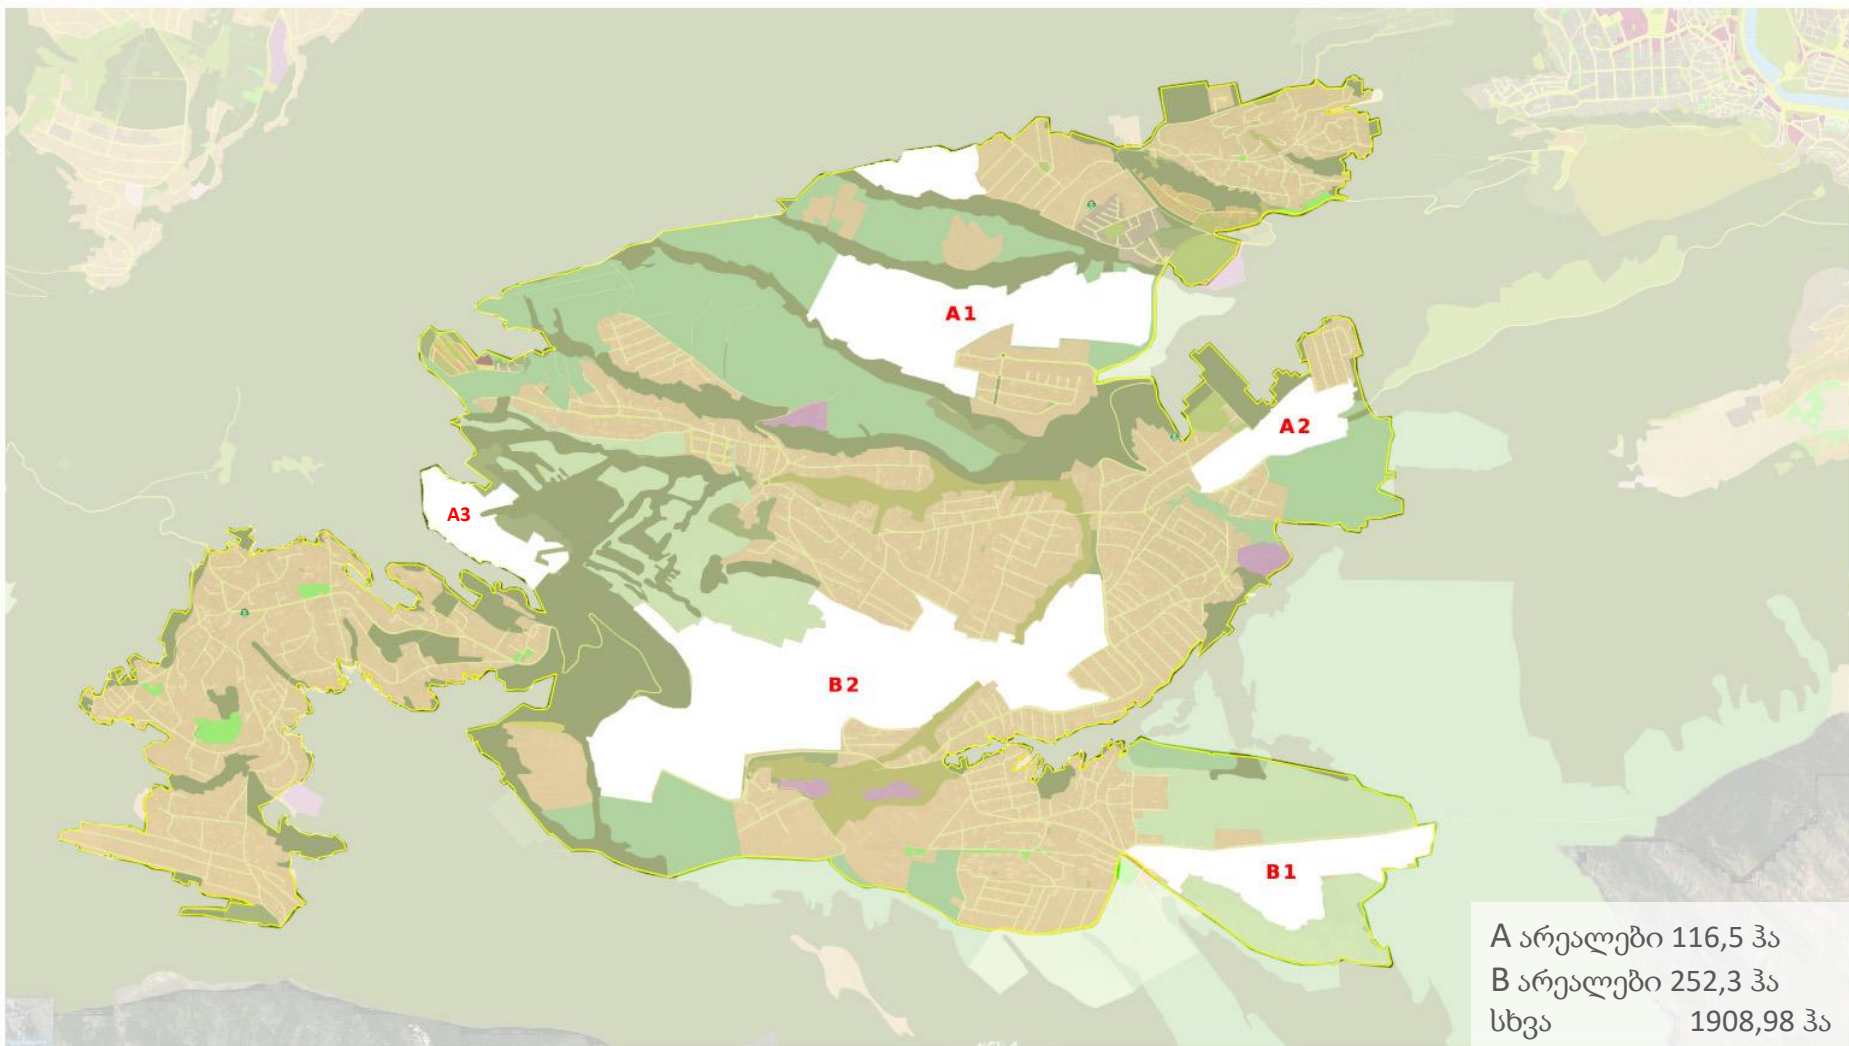 A1
A2
A3
B2
B1
A არეალები 116,5 ჰა
B არეალები 252,3 ჰა
სხვა 1908,98 ჰა